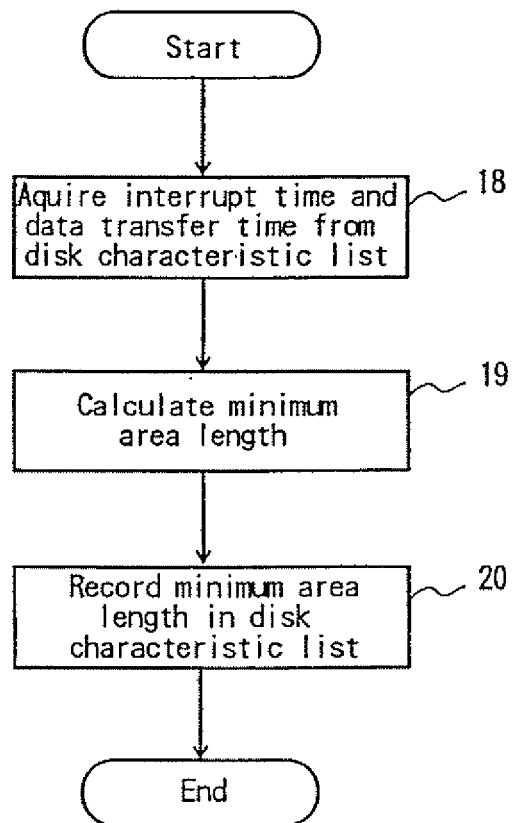 Start
18
Aquire interrupt time and
data transfer time from
disk characteristic list
19
Calculate minimum
area length
20
Record minimum area
length in disk
characteristic list
End